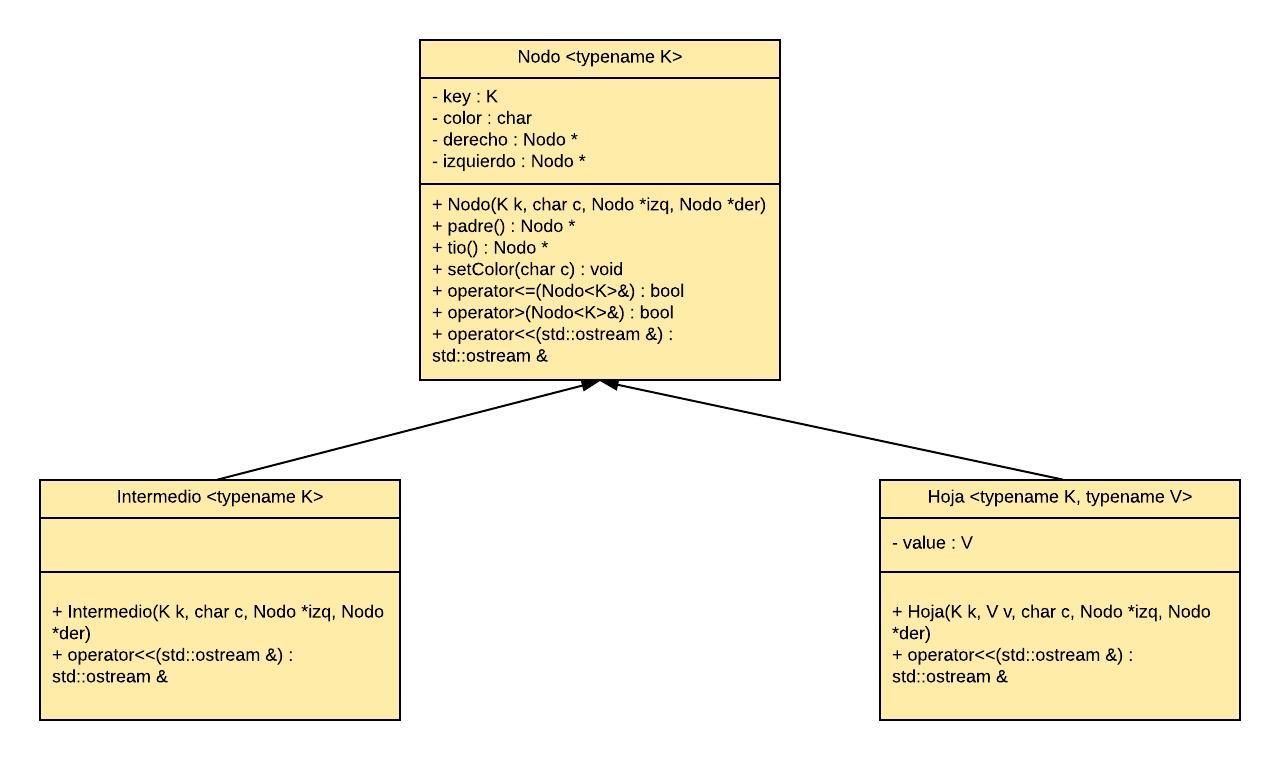 Nodo <typename K>
- key : K
- color : char
- derecho : Nodo *
- izquierdo : Nodo *
+ Nodo(K k, char c, Nodo *izq, Nodo *der)
+ padre() : Nodo *
+ tio() : Nodo *
+ setColor(char c) : void
+ operator<=(Nodo<K>&) : bool
+ operator>(Nodo<K>&) : bool
+ operator<<(std::ostream &) :
std::ostream &
Intermedio <typename K>
+ Intermedio(K k, char c, Nodo *izq, Nodo
*der)
+ operator<<(std::ostream &) :
std::ostream &
Hoja <typename K, typename V>
- value : V
+ Hoja(K k, V v, char c, Nodo *izq, Nodo
*der)
+ operator<<(std::ostream &) :
std::ostream &